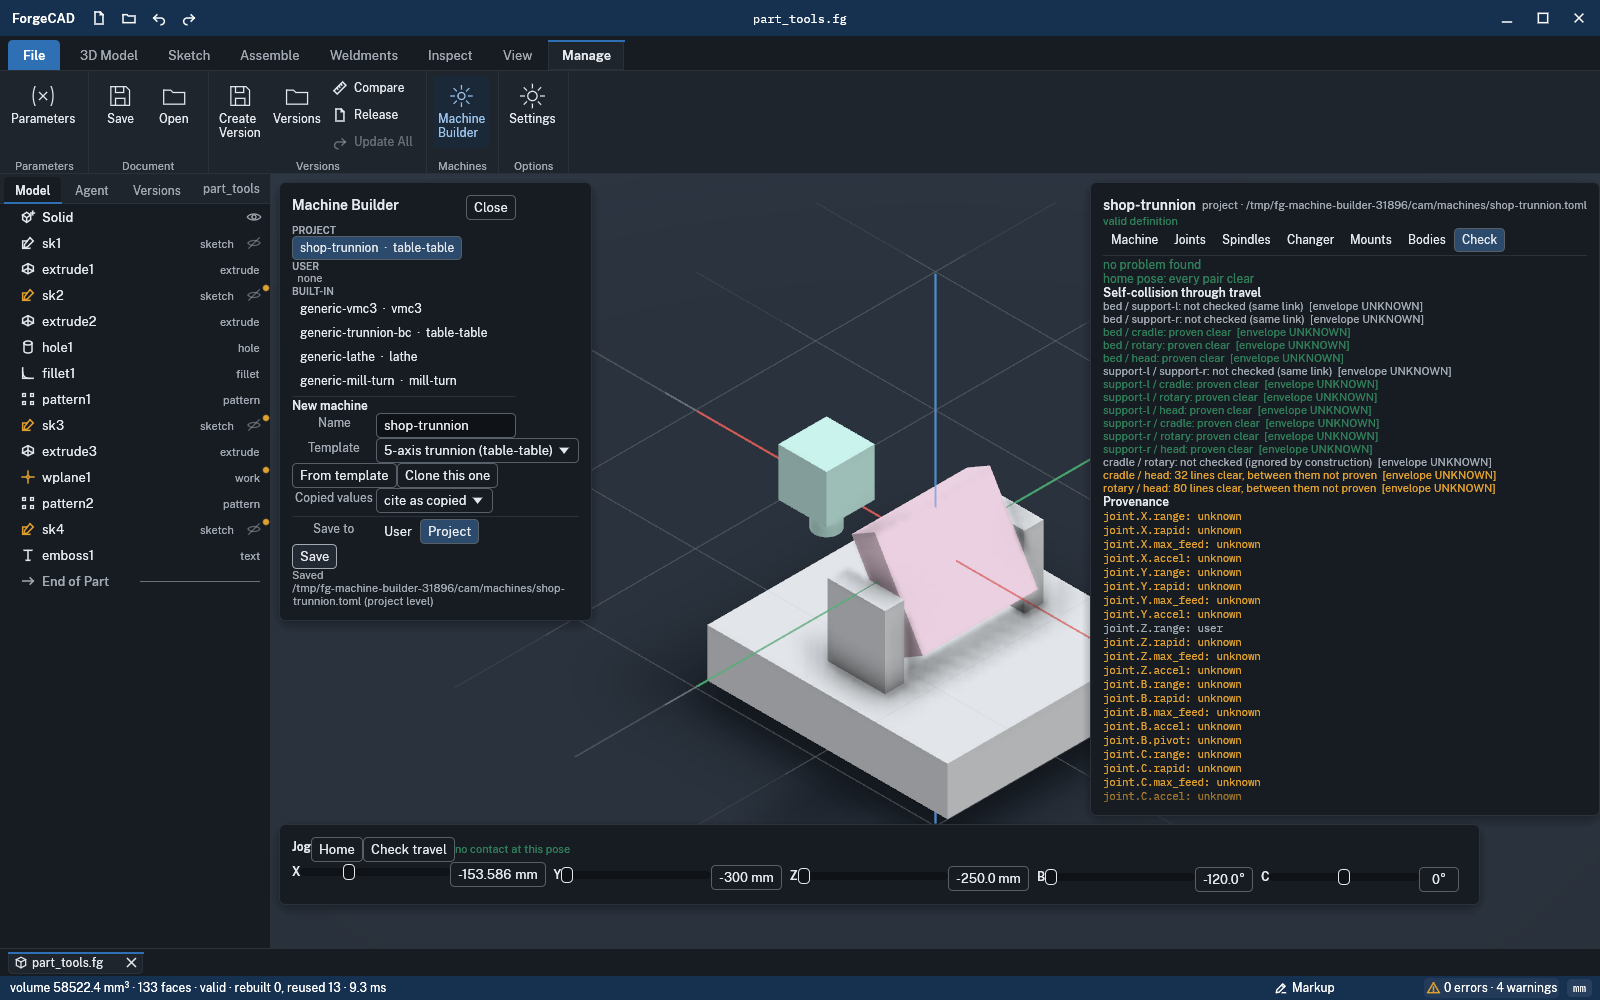 ForgeCAD
part_tools.fg
File 3D Model Sketch Assemble Weldments Inspect View Manage
Parameters
Save
Open
Create Version
Versions
Compare
Release
Update All
Machine Builder
Settings
Parameters Document Versions Machines Options
Model Agent Versions part_tools
Solid
sk1 sketch
extrude1 extrude
sk2 sketch
extrude2 extrude
hole1 hole
fillet1 fillet
pattern1 pattern
sk3 sketch
extrude3 extrude
wplane1 work
pattern2 pattern
sk4 sketch
emboss1 text
End of Part
Machine Builder Close
PROJECT
shop-trunnion · table-table
USER
none
BUILT-IN
generic-vmc3 · vmc3
generic-trunnion-bc · table-table
generic-lathe · lathe
generic-mill-turn · mill-turn
New machine
Name shop-trunnion
Template 5-axis trunnion (table-table)
From template Clone this one
Copied values cite as copied
Save to User Project
Save
Saved
/tmp/fg-machine-builder-31896/cam/machines/shop-
trunnion.toml (project level)
shop-trunnion project · /tmp/fg-machine-builder-31896/cam/machines/shop-trunnion.toml
valid definition
Machine Joints Spindles Changer Mounts Bodies Check
no problem found
home pose: every pair clear
Self-collision through travel
bed / support-l: not checked (same link) [envelope UNKNOWN]
bed / support-r: not checked (same link) [envelope UNKNOWN]
bed / cradle: proven clear [envelope UNKNOWN]
bed / rotary: proven clear [envelope UNKNOWN]
bed / head: proven clear [envelope UNKNOWN]
support-l / support-r: not checked (same link) [envelope UNKNOWN]
support-l / cradle: proven clear [envelope UNKNOWN]
support-l / rotary: proven clear [envelope UNKNOWN]
support-l / head: proven clear [envelope UNKNOWN]
support-r / cradle: proven clear [envelope UNKNOWN]
support-r / rotary: proven clear [envelope UNKNOWN]
support-r / head: proven clear [envelope UNKNOWN]
cradle / rotary: not checked (ignored by construction) [envelope UNKNOWN]
cradle / head: 32 lines clear, between them not proven [envelope UNKNOWN]
rotary / head: 80 lines clear, between them not proven [envelope UNKNOWN]
Provenance
joint.X.range: unknown
joint.X.rapid: unknown
joint.X.max_feed: unknown
joint.X.accel: unknown
joint.Y.range: unknown
joint.Y.rapid: unknown
joint.Y.max_feed: unknown
joint.Y.accel: unknown
joint.Z.range: user
joint.Z.rapid: unknown
joint.Z.max_feed: unknown
joint.Z.accel: unknown
joint.B.range: unknown
joint.B.rapid: unknown
joint.B.max_feed: unknown
joint.B.accel: unknown
joint.B.pivot: unknown
joint.C.range: unknown
joint.C.rapid: unknown
joint.C.max_feed: unknown
joint.C.accel: unknown
Jog Home Check travel no contact at this pose
X -153.586 mm Y -300 mm Z -250.0 mm B -120.0° C 0°
part_tools.fg
volume 58522.4 mm³ · 133 faces · valid · rebuilt 0, reused 13 · 9.3 ms
Markup
0 errors · 4 warnings mm